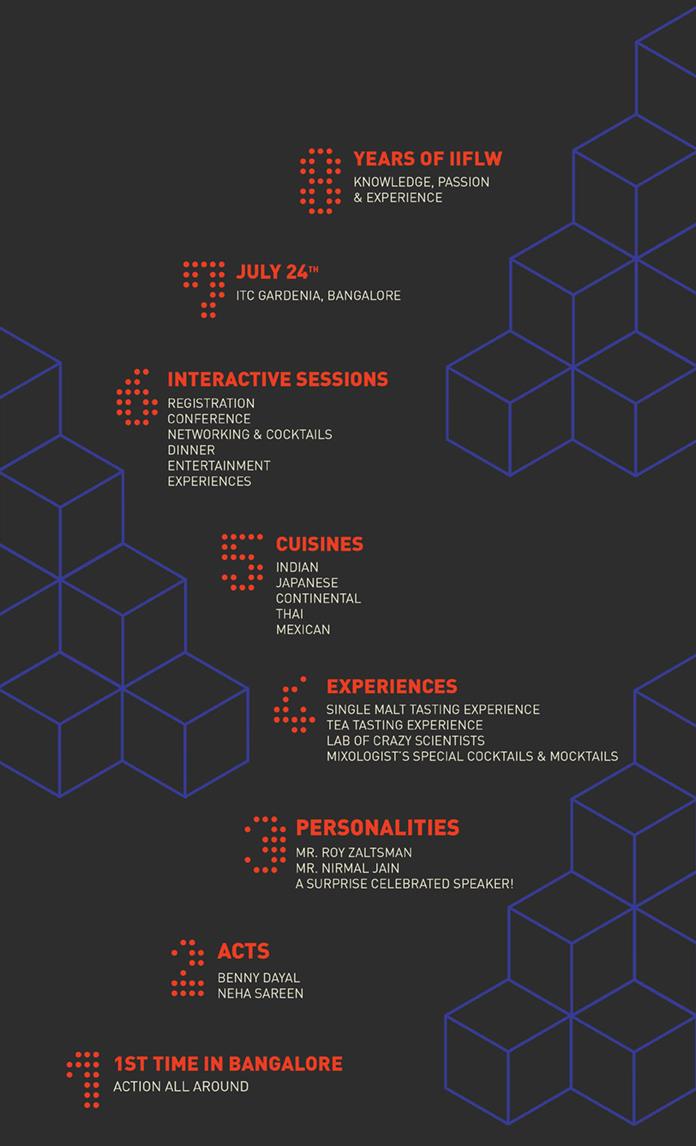 8 YEARS OF IIFLW
KNOWLEDGE, PASSION
& EXPERIENCE
7 JULY 24TH
ITC GARDENIA, BANGALORE
6 INTERACTIVE SESSIONS
REGISTRATION
CONFERENCE
NETWORKING & COCKTAILS
DINNER
ENTERTAINMENT
EXPERIENCES
5 CUISINES
INDIAN
JAPANESE
CONTINENTAL
THAI
MEXICAN
4 EXPERIENCES
SINGLE MALT TASTING EXPERIENCE
TEA TASTING EXPERIENCE
LAB OF CRAZY SCIENTISTS
MIXOLOGIST'S SPECIAL COCKTAILS & MOCKTAILS
3 PERSONALITIES
MR. ROY ZALTSMAN
MR. NIRMAL JAIN
A SURPRISE CELEBRATED SPEAKER!
2 ACTS
BENNY DAYAL
NEHA SAREEN
1 1ST TIME IN BANGALORE
ACTION ALL AROUND